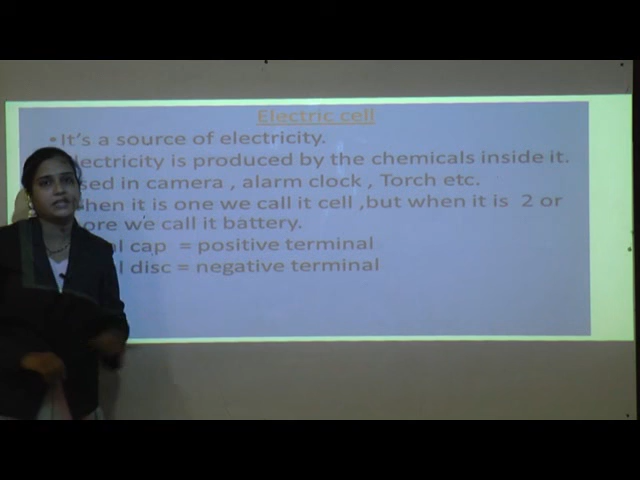 Electric cell
• It's a source of electricity.
lectricity is produced by the chemicals inside it.
sed in camera , alarm clock , Torch etc.
hen it is one we call it cell ,but when it is 2 or
ore we call it battery.
l cap = positive terminal
l disc = negative terminal